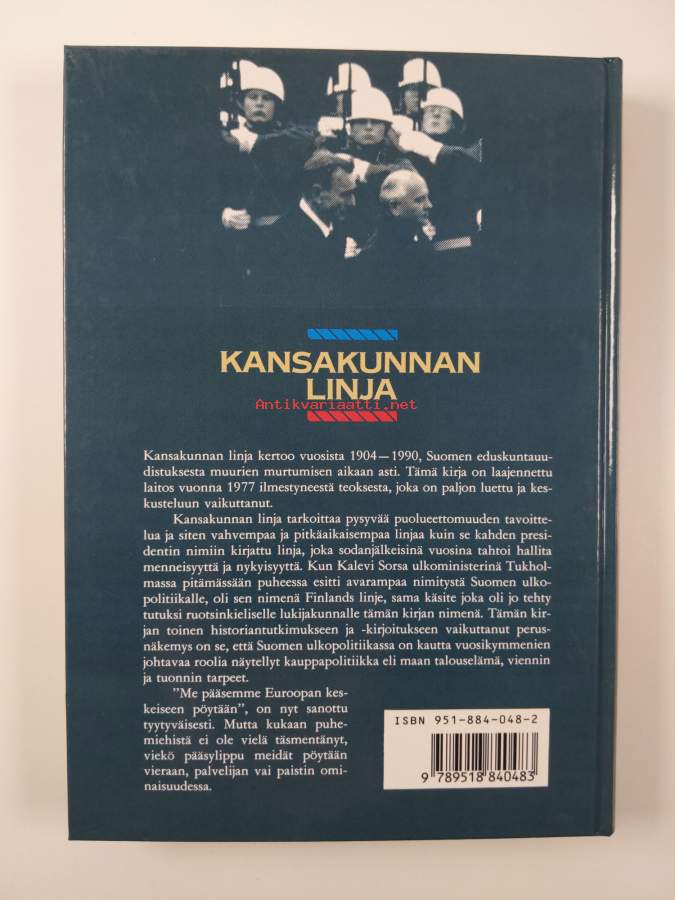 KANSAKUNNAN
LINJA
Antikvariaatti.net
Kansakunnan linja kertoo vuosista 1904—1990, Suomen eduskuntauu-
distuksesta muurien murtumisen aikaan asti. Tämä kirja on laajennettu
laitos vuonna 1977 ilmestyneestä teoksesta, joka on paljon luettu ja kes-
kusteluun vaikuttanut.
Kansakunnan linja tarkoittaa pysyvää puolueettomuuden tavoitte-
lua ja siten vahvempaa ja pitkäaikaisempaa linjaa kuin se kahden presi-
dentin nimiin kirjattu linja, joka sodanjälkeisinä vuosina tahtoi hallita
menneisyyttä ja nykyisyyttä. Kun Kalevi Sorsa ulkoministerinä Tukhol-
massa pitämässään puheessa esitti avarampaa nimitystä Suomen ulko-
politiikalle, oli sen nimenä Finlands linje, sama käsite joka oli jo tehty
tutuksi ruotsinkieliselle lukijakunnalle tämän kirjan nimenä. Tämän kir-
jan toinen historiantutkimukseen ja -kirjoitukseen vaikuttanut perus-
näkemys on se, että Suomen ulkopolitiikassa on kautta vuosikymmenien
johtavaa roolia näytellyt kauppapolitiikka eli maan talouselämä, viennin
ja tuonnin tarpeet.
”Me pääsemme Euroopan kes-
keiseen pöytään”, on nyt sanottu
tyytyväisesti. Mutta kukaan puhe-
miehistä ei ole vielä täsmentänyt,
viekö pääsylippu meidät pöytään
vieraan, palvelijan vai paistin omi-
naisuudessa.
ISBN 951-884-048-2
9 789518 840483